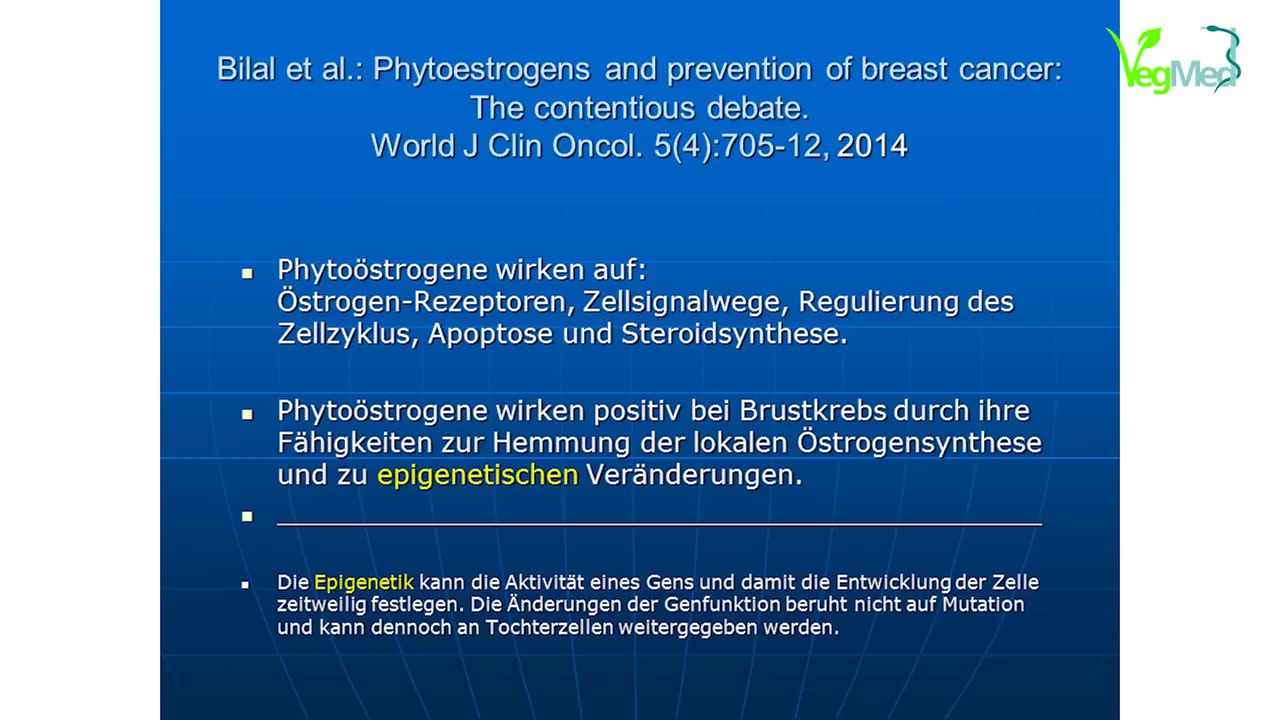 Bilal et al.: Phytoestrogens and prevention of breast cancer:
The contentious debate.
World J Clin Oncol. 5(4):705-12, 2014
VegMed
Phytoöstrogene wirken auf:
Östrogen-Rezeptoren, Zellsignalwege, Regulierung des
Zellzyklus, Apoptose und Steroidsynthese.
Phytoöstrogene wirken positiv bei Brustkrebs durch ihre
Fähigkeiten zur Hemmung der lokalen Östrogensynthese
und zu epigenetischen Veränderungen.
Die Epigenetik kann die Aktivität eines Gens und damit die Entwicklung der Zelle
zeitweilig festlegen. Die Änderungen der Genfunktion beruht nicht auf Mutation
und kann dennoch an Tochterzellen weitergegeben werden.